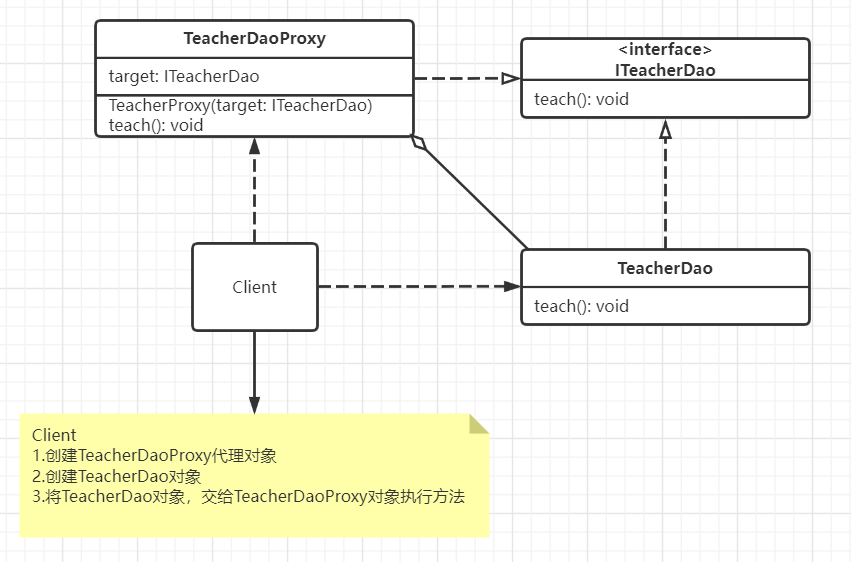 TeacherDaoProxy
target: ITeacherDao
TeacherProxy(target: ITeacherDao)
teach(): void
<interface>
ITeacherDao
teach(): void
Client
TeacherDao
teach(): void
Client
1.创建TeacherDaoProxy代理对象
2.创建TeacherDao对象
3.将TeacherDao对象，交给TeacherDaoProxy对象执行方法